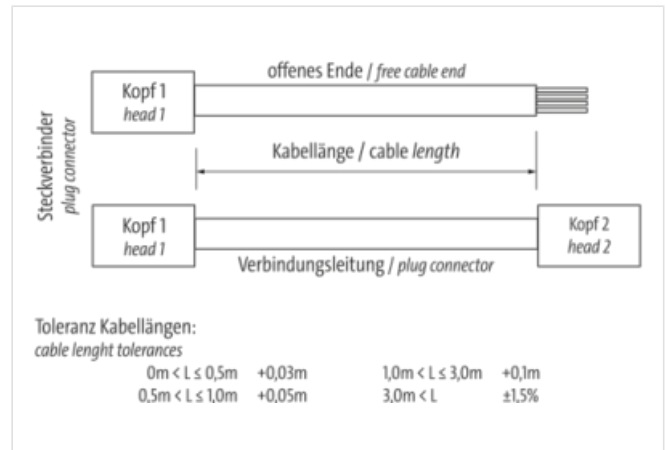 offenes Ende / free cable end
Kopf 1
head 1
Steckverbinder
plug connector
Kabellänge / cable length
Kopf 1
head 1
Kopf 2
head 2
Verbindungsleitung / plug connector
Toleranz Kabellängen:
cable lenght tolerances
0m < L ≤ 0,5m +0,03m 1,0m < L ≤ 3,0m +0,1m
0,5m < L ≤ 1,0m +0,05m 3,0m < L ±1,5%